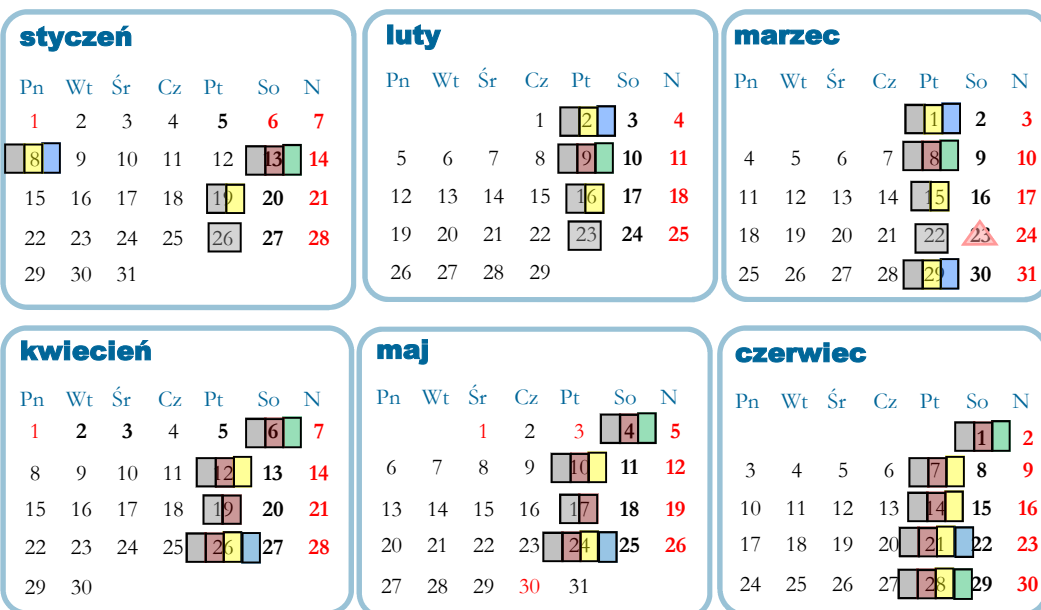 styczeń
Pn Wt Śr Cz Pt So N
1 2 3 4 5 6 7
8 9 10 11 12 13 14
15 16 17 18 19 20 21
22 23 24 25 26 27 28
29 30 31
luty
Pn Wt Śr Cz Pt So N
1 2 3 4
5 6 7 8 9 10 11
12 13 14 15 16 17 18
19 20 21 22 23 24 25
26 27 28 29
marzec
Pn Wt Śr Cz Pt So N
1 2 3
4 5 6 7 8 9 10
11 12 13 14 15 16 17
18 19 20 21 22 23 24
25 26 27 28 29 30 31
kwiecień
Pn Wt Śr Cz Pt So N
1 2 3 4 5 6 7
8 9 10 11 12 13 14
15 16 17 18 19 20 21
22 23 24 25 26 27 28
29 30
maj
Pn Wt Śr Cz Pt So N
1 2 3 4 5
6 7 8 9 10 11 12
13 14 15 16 17 18 19
20 21 22 23 24 25 26
27 28 29 30 31
czerwiec
Pn Wt Śr Cz Pt So N
1 2
3 4 5 6 7 8 9
10 11 12 13 14 15 16
17 18 19 20 21 22 23
24 25 26 27 28 29 30